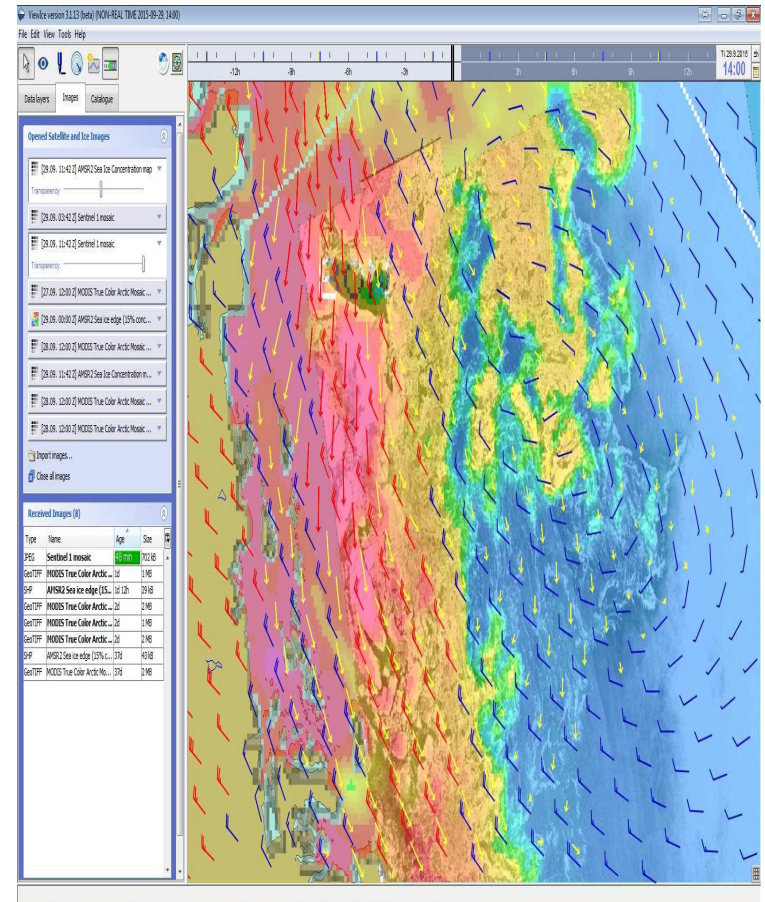 ViewIce version 3.1.13 (beta) (NON-REAL TIME 2015-09-29, 14:00)
File Edit View Tools Help
-12h -9h -6h -3h 3h 6h 9h 12h
Ti 29.9.2015
14:00
Data layers Images Catalogue
Opened Satellite and Ice Images
[29.09. 11:42 Z] AMSR2 Sea Ice Concentration map
Transparency
[29.09. 03:42 Z] Sentinel 1 mosaic
[29.09. 11:42 Z] Sentinel 1 mosaic
Transparency
[27.09. 12:00 Z] MODIS True Color Arctic Mosaic ...
[29.09. 00:00 Z] AMSR2 Sea ice edge (15% conc...
[28.09. 12:00 Z] MODIS True Color Arctic Mosaic ...
[29.09. 11:42 Z] AMSR2 Sea Ice Concentration m...
[28.09. 12:00 Z] MODIS True Color Arctic Mosaic ...
[28.09. 12:00 Z] MODIS True Color Arctic Mosaic ...
Import images...
Close all images
Received Images (8)
Type Name Age Size
JPEG Sentinel 1 mosaic 48 min 702 kB
GeoTIFF MODIS True Color Arctic ... 1d 1 MB
SHP AMSR2 Sea ice edge (15... 1d 12h 29 kB
GeoTIFF MODIS True Color Arctic ... 2d 2 MB
GeoTIFF MODIS True Color Arctic ... 2d 1 MB
GeoTIFF MODIS True Color Arctic ... 2d 2 MB
SHP AMSR2 Sea ice edge (15% c... 37d 43 kB
GeoTIFF MODIS True Color Arctic Mo... 37d 2 MB